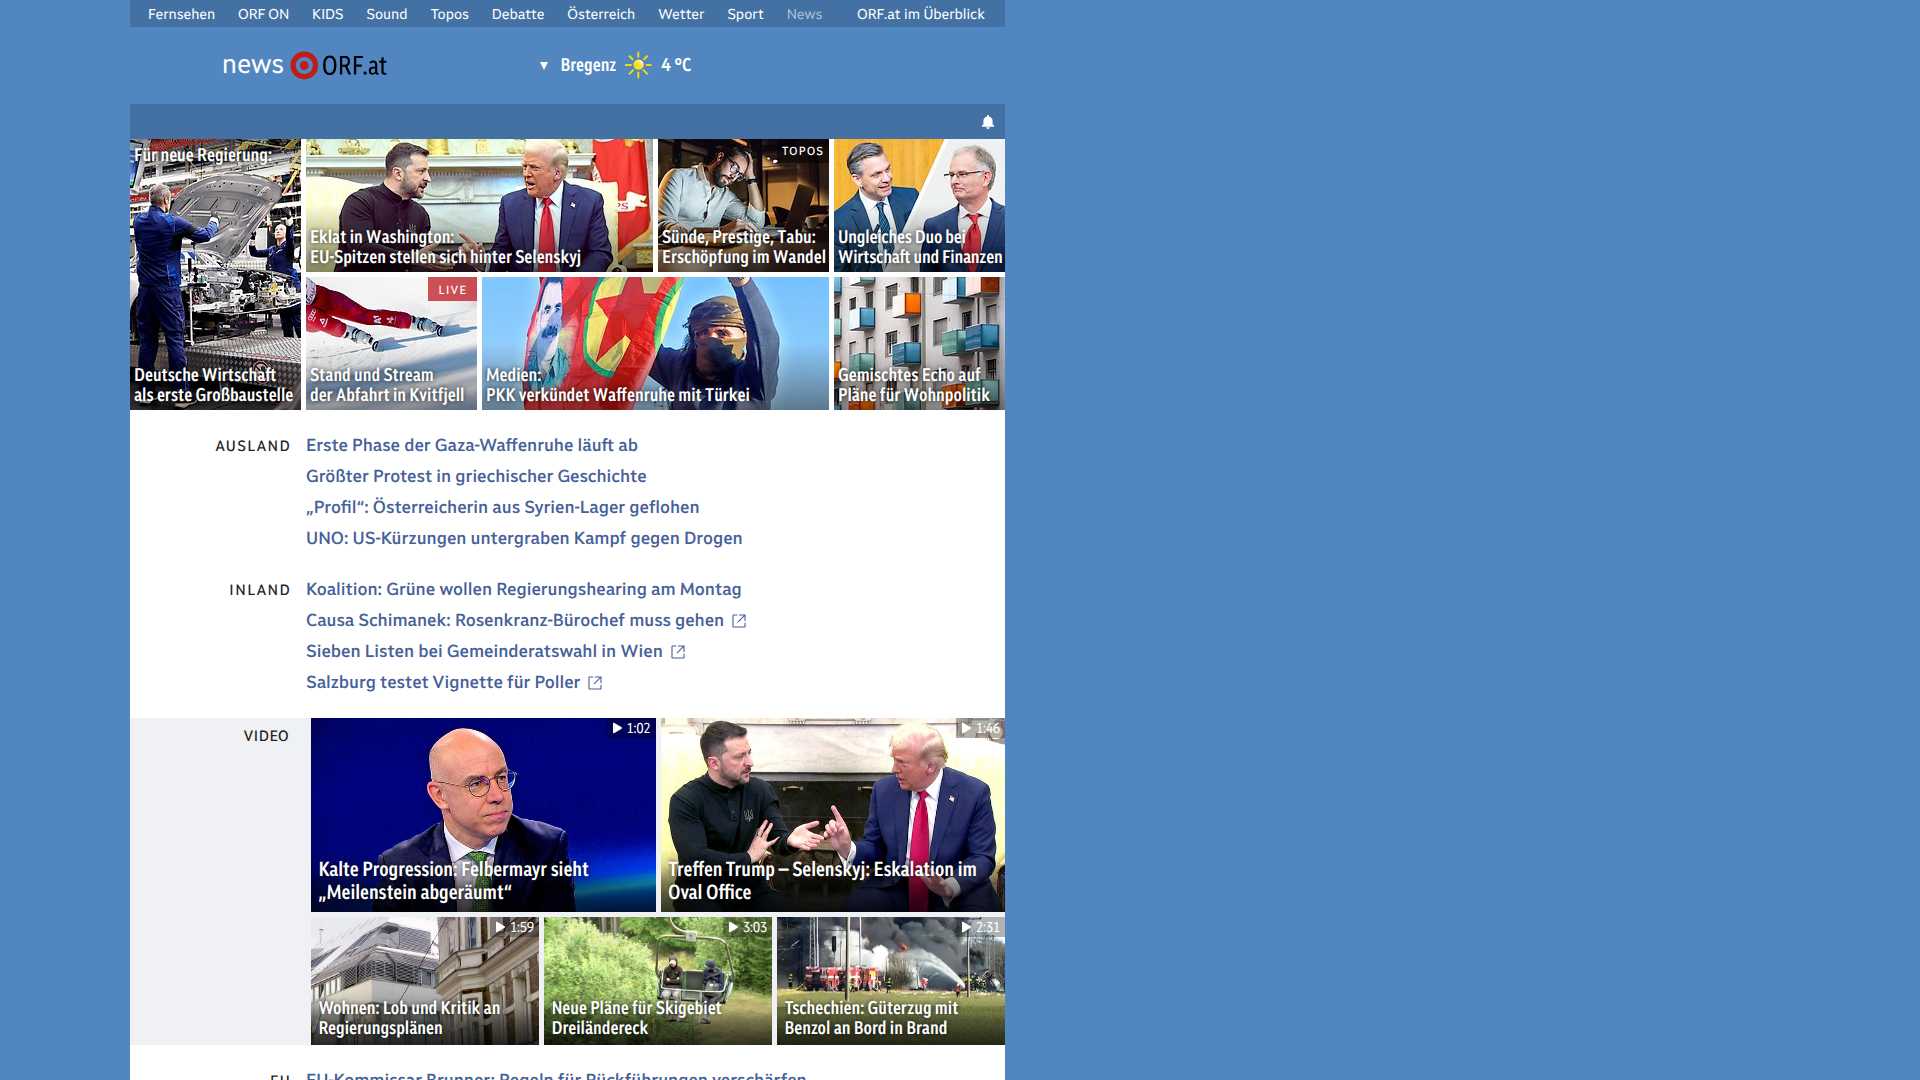 Fernsehen ORF ON KIDS Sound Topos Debatte Österreich Wetter Sport News ORF.at im Überblick
news ORF.at
Bregenz 4 °C
Für neue Regierung:
Deutsche Wirtschaft
als erste Großbaustelle
Eklat in Washington:
EU-Spitzen stellen sich hinter Selenskyj
TOPOS
Sünde, Prestige, Tabu:
Erschöpfung im Wandel
Ungleiches Duo bei
Wirtschaft und Finanzen
LIVE
Stand und Stream
der Abfahrt in Kvitfjell
Medien:
PKK verkündet Waffenruhe mit Türkei
Gemischtes Echo auf
Pläne für Wohnpolitik
AUSLAND
Erste Phase der Gaza-Waffenruhe läuft ab
Größter Protest in griechischer Geschichte
„Profil“: Österreicherin aus Syrien-Lager geflohen
UNO: US-Kürzungen untergraben Kampf gegen Drogen
INLAND
Koalition: Grüne wollen Regierungshearing am Montag
Causa Schimanek: Rosenkranz-Bürochef muss gehen
Sieben Listen bei Gemeinderatswahl in Wien
Salzburg testet Vignette für Poller
VIDEO
1:02
Kalte Progression: Felbermayr sieht
„Meilenstein abgeräumt“
1:46
Treffen Trump – Selenskyj: Eskalation im
Oval Office
1:59
Wohnen: Lob und Kritik an
Regierungsplänen
3:03
Neue Pläne für Skigebiet
Dreiländereck
2:31
Tschechien: Güterzug mit
Benzol an Bord in Brand
EU
EU-Kommissar Brunner: Regeln für Rückführungen verschärfen